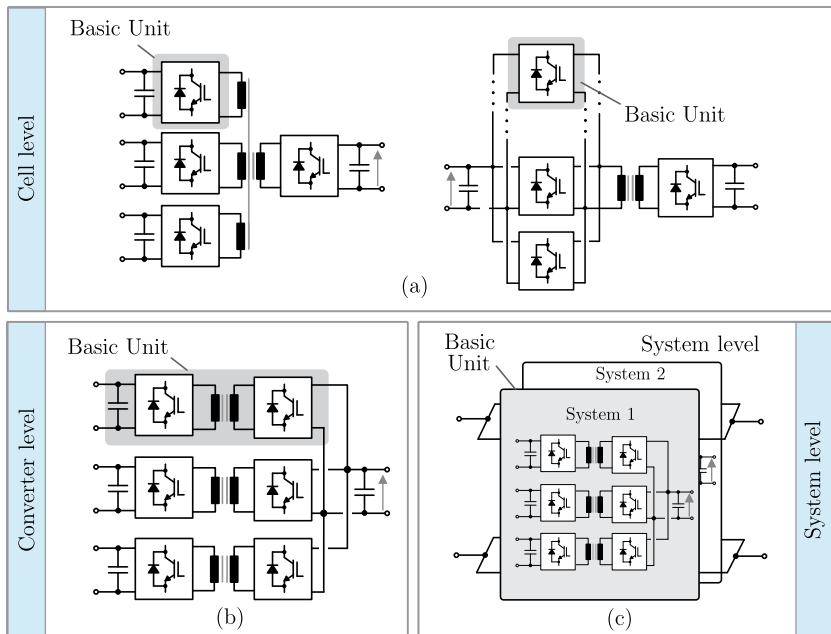 Cell level
Basic Unit
Basic Unit
(a)
Converter level
Basic Unit
(b)
Basic
Unit
System level
System 2
System 1
(c)
System level